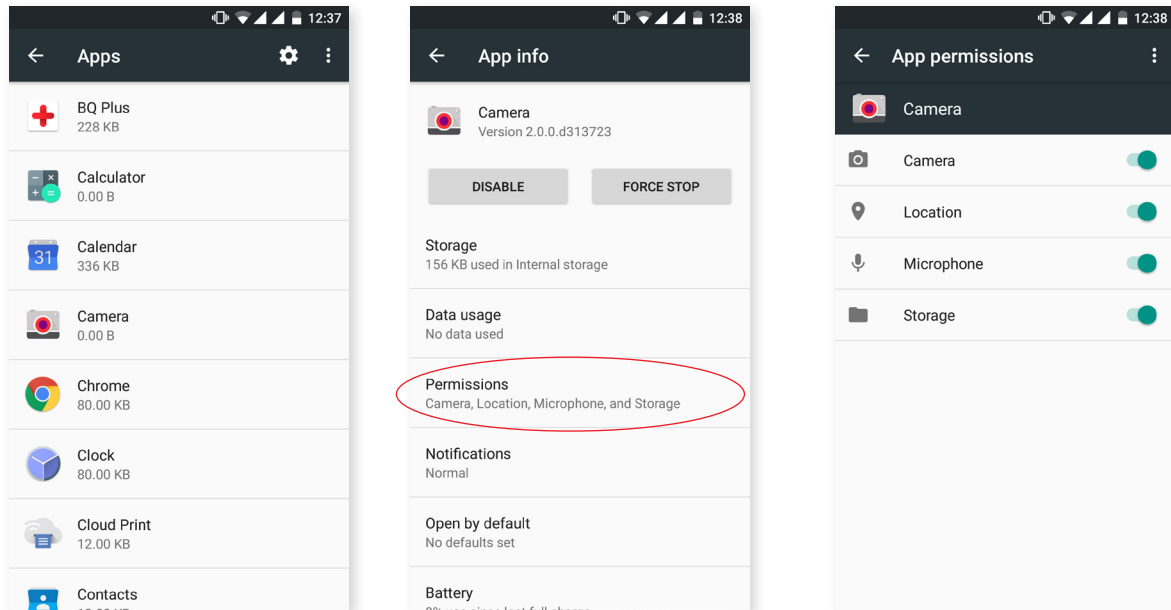 12:37
Apps
BQ Plus
228 KB
Calculator
0.00 B
31
Calendar
336 KB
Camera
0.00 B
Chrome
80.00 KB
Clock
80.00 KB
Cloud Print
12.00 KB
Contacts
12:38
App info
Camera
Version 2.0.0.d313723
DISABLE FORCE STOP
Storage
156 KB used in Internal storage
Data usage
No data used
Permissions
Camera, Location, Microphone, and Storage
Notifications
Normal
Open by default
No defaults set
Battery
12:38
App permissions
Camera
Camera
Location
Microphone
Storage